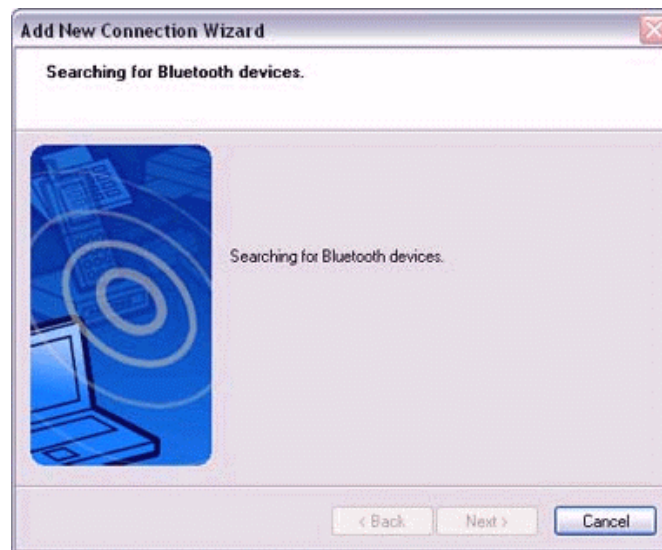 Add New Connection Wizard
Searching for Bluetooth devices.
Searching for Bluetooth devices.
< Back Next > Cancel